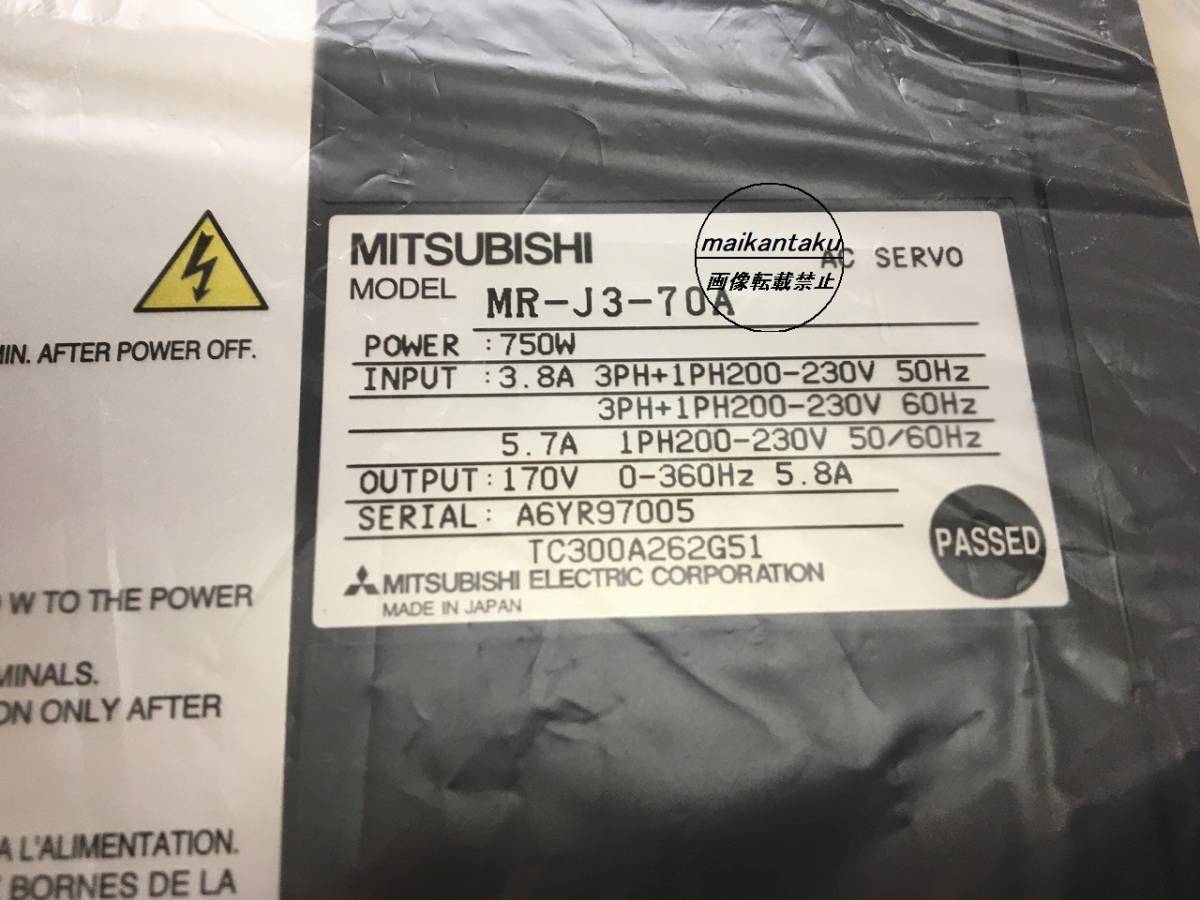 MITSUBISHI
maikantaku
画像転載禁止
AC SERVO
MODEL MR-J3-70A
POWER :750W
INPUT :3.8A 3PH+1PH200-230V 50Hz
3PH+1PH200-230V 60Hz
5.7A 1PH200-230V 50/60Hz
OUTPUT:170V 0-360Hz 5.8A
SERIAL: A6YR97005
TC300A262G51
PASSED
MITSUBISHI ELECTRIC CORPORATION
MADE IN JAPAN
MIN. AFTER POWER OFF.
W TO THE POWER
MINALS.
ON ONLY AFTER
A L'ALIMENTATION.
BORNES DE LA